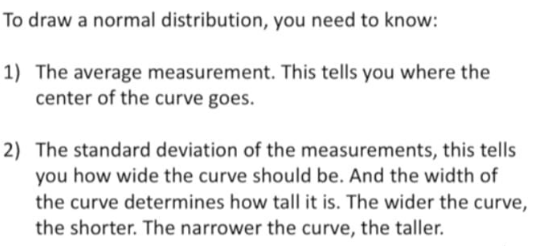 To draw a normal distribution, you need to know:
1) The average measurement. This tells you where the
center of the curve goes.
2) The standard deviation of the measurements, this tells
you how wide the curve should be. And the width of
the curve determines how tall it is. The wider the curve,
the shorter. The narrower the curve, the taller.